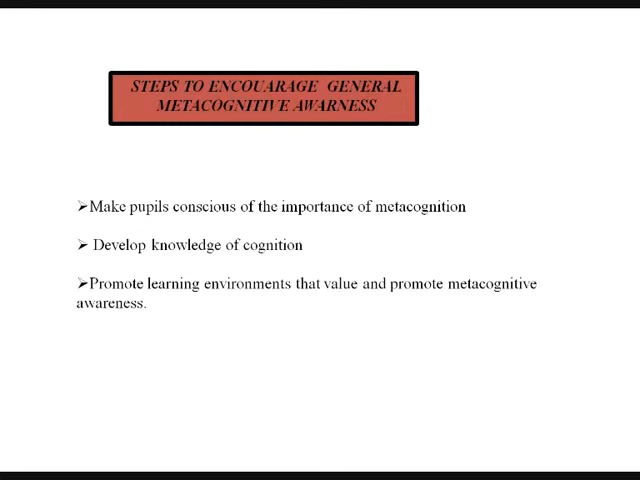 STEPS TO ENCOUARAGE GENERAL
METACOGNITIVE AWARNESS
➢Make pupils conscious of the importance of metacognition
➢ Develop knowledge of cognition
➢Promote learning environments that value and promote metacognitive
awareness.